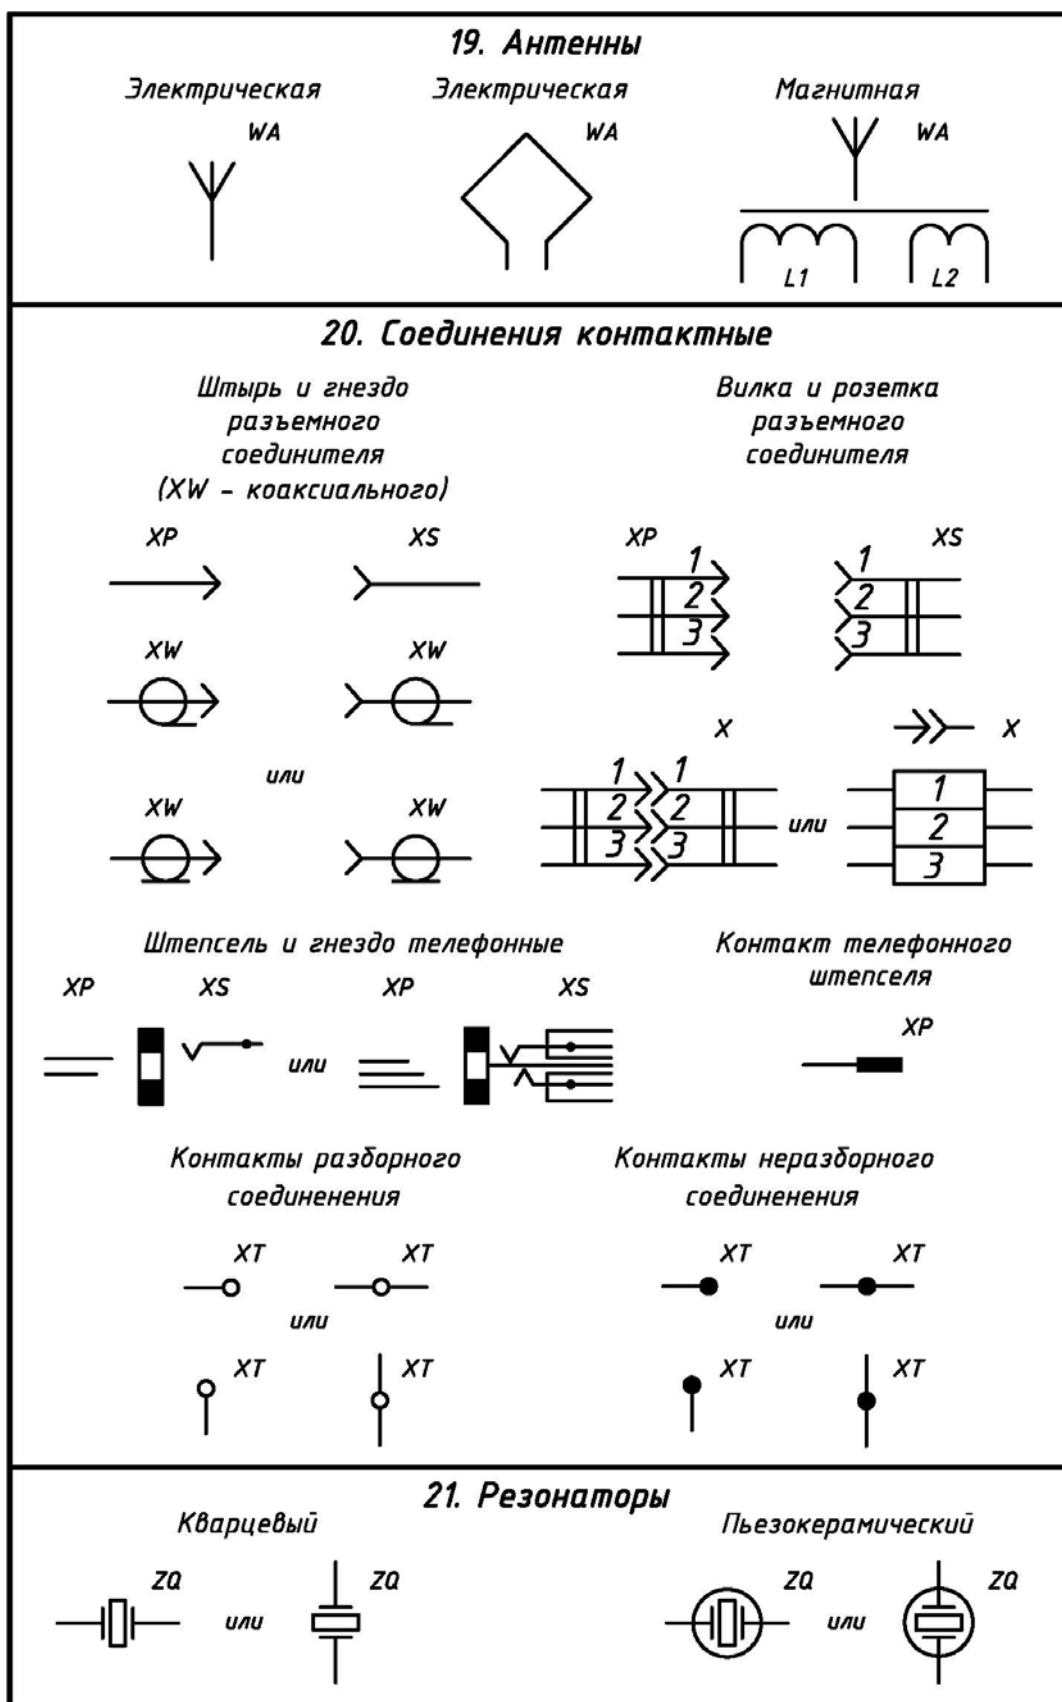 19. Антенны
Электрическая
Электрическая
Магнитная
WA
WA
WA
L1
L2
20. Соединения контактные
Штырь и гнездо
разъемного
соединителя
(XW - коаксиального)
Вилка и розетка
разъемного
соединителя
XP
XS
XP
XS
1
2
3
1
2
3
XW
XW
или
XW
XW
X
1
2
3
1
2
3
или
X
1
2
3
Штепсель и гнездо телефонные
XP
XS
или
XP
XS
Контакт телефонного
штепселя
XP
Контакты разборного
соединенения
XT
XT
или
XT
XT
Контакты неразборного
соединенения
XT
XT
или
XT
XT
21. Резонаторы
Кварцевый
ZQ
или
ZQ
Пьезокерамический
ZQ
или
ZQ